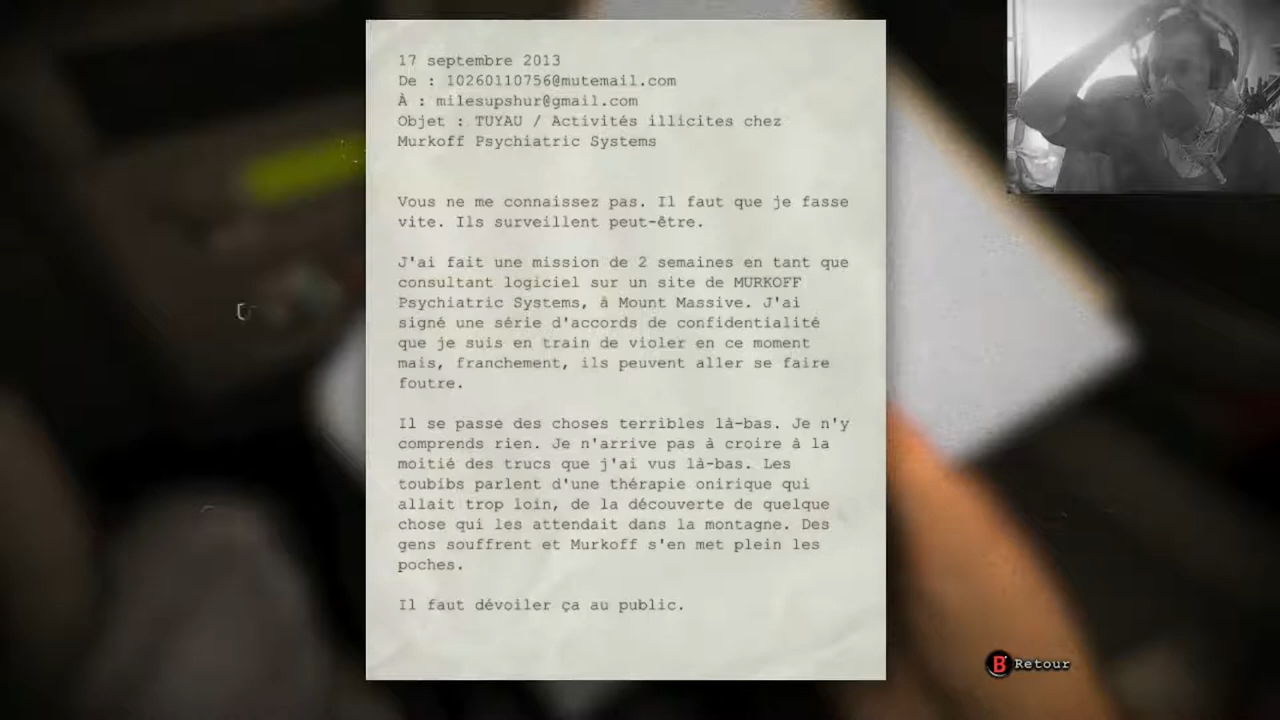 17 septembre 2013
De : 10260110756@mutemail.com
À : milesupshur@gmail.com
Objet : TUYAU / Activités illicites chez
Murkoff Psychiatric Systems
Vous ne me connaissez pas. Il faut que je fasse
vite. Ils surveillent peut-être.
J'ai fait une mission de 2 semaines en tant que
consultant logiciel sur un site de MURKOFF
Psychiatric Systems, à Mount Massive. J'ai
signé une série d'accords de confidentialité
que je suis en train de violer en ce moment
mais, franchement, ils peuvent aller se faire
foutre.
Il se passe des choses terribles là-bas. Je n'y
comprends rien. Je n'arrive pas à croire à la
moitié des trucs que j'ai vus là-bas. Les
toubibs parlent d'une thérapie onirique qui
allait trop loin, de la découverte de quelque
chose qui les attendait dans la montagne. Des
gens souffrent et Murkoff s'en met plein les
poches.
Il faut dévoiler ça au public.
B Retour